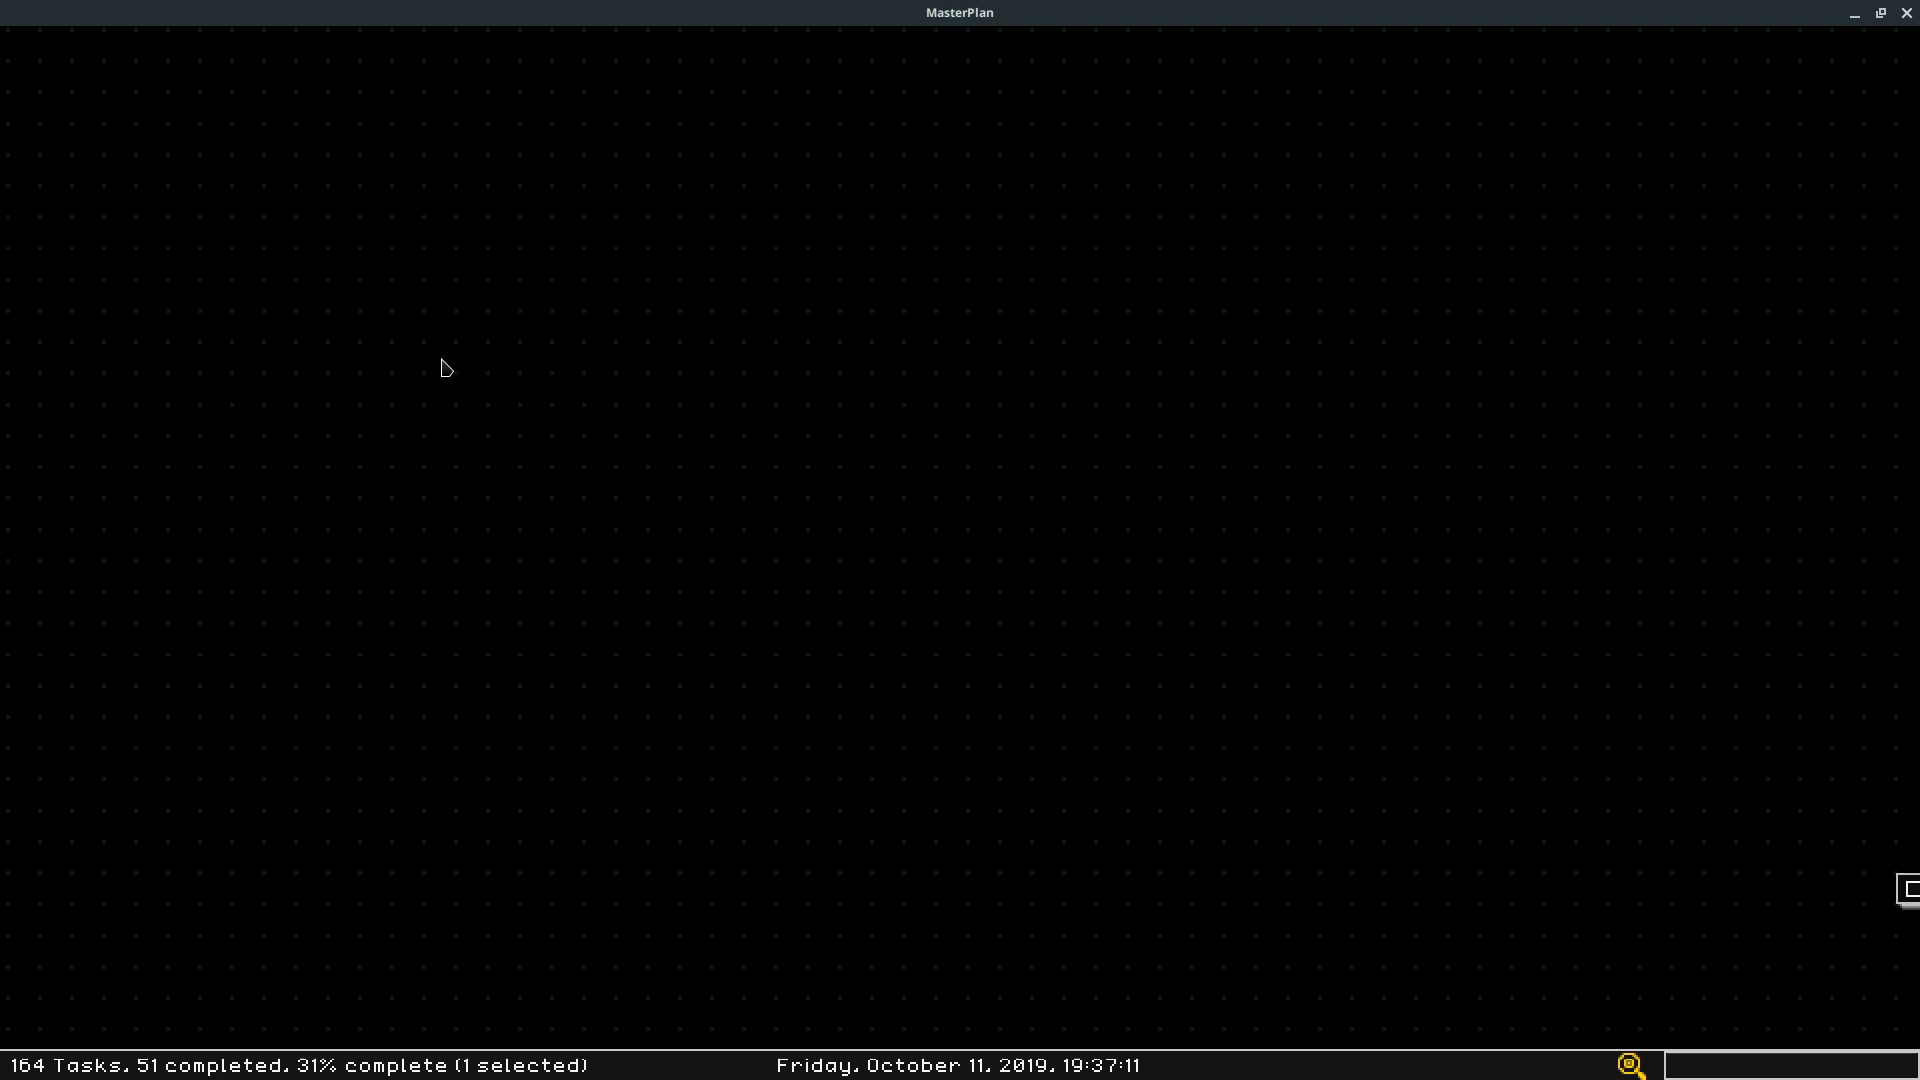 MasterPlan
164 Tasks, 51 completed, 31% complete (1 selected)
Friday, October 11, 2019, 19:37:11